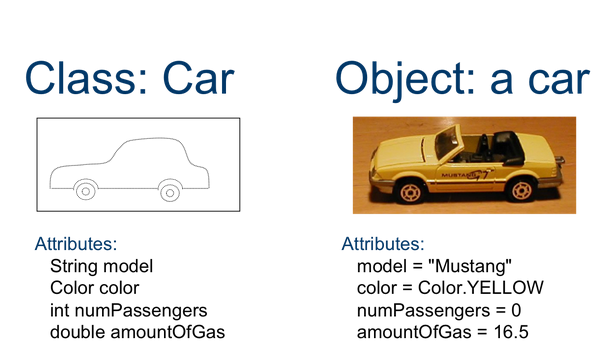 Class: Car
Object: a car
MUSTANG
Attributes:
String model
Color color
int numPassengers
double amountOfGas
Attributes:
model = "Mustang"
color = Color.YELLOW
numPassengers = 0
amountOfGas = 16.5